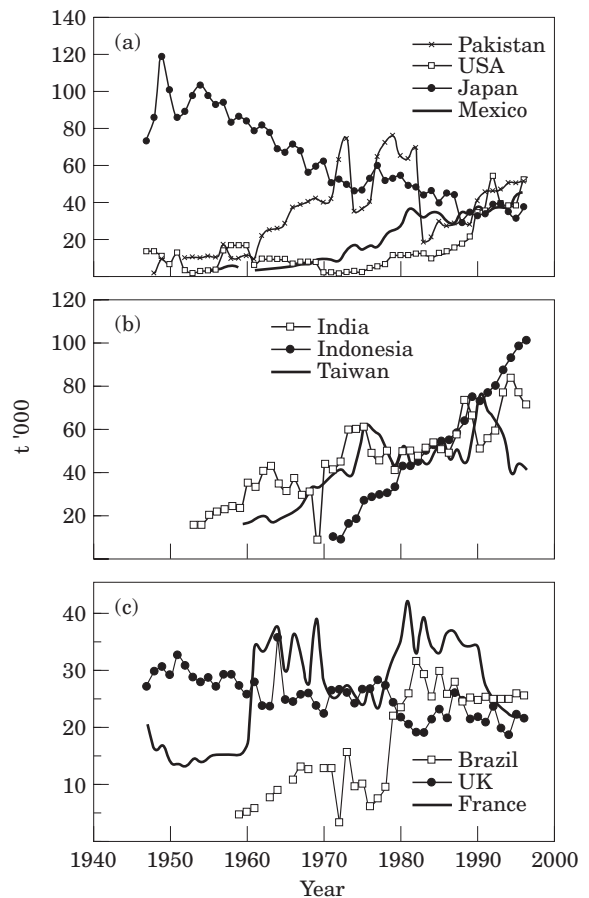 140
(a)
Pakistan
USA
Japan
Mexico
120
100
80
60
40
20
120
(b)
India
Indonesia
Taiwan
100
80
60
40
20
t '000
(c)
40
30
20
10
Brazil
UK
France
1940 1950 1960 1970 1980 1990 2000
Year